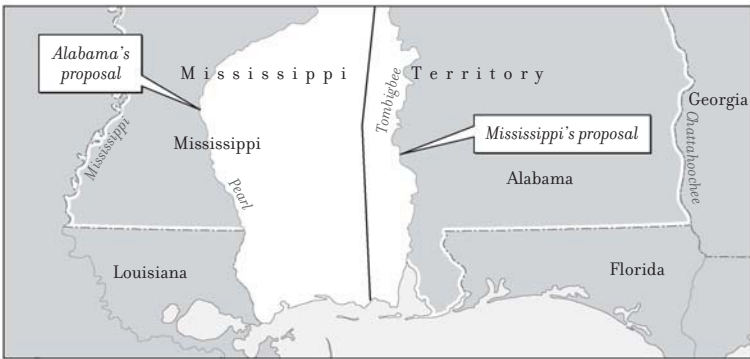 Alabama's
proposal
Mississippi Territory
Tombigbee
Georgia
Chattahoochee
Mississippi
Mississippi
Mississippi's proposal
Pearl
Alabama
Louisiana
Florida